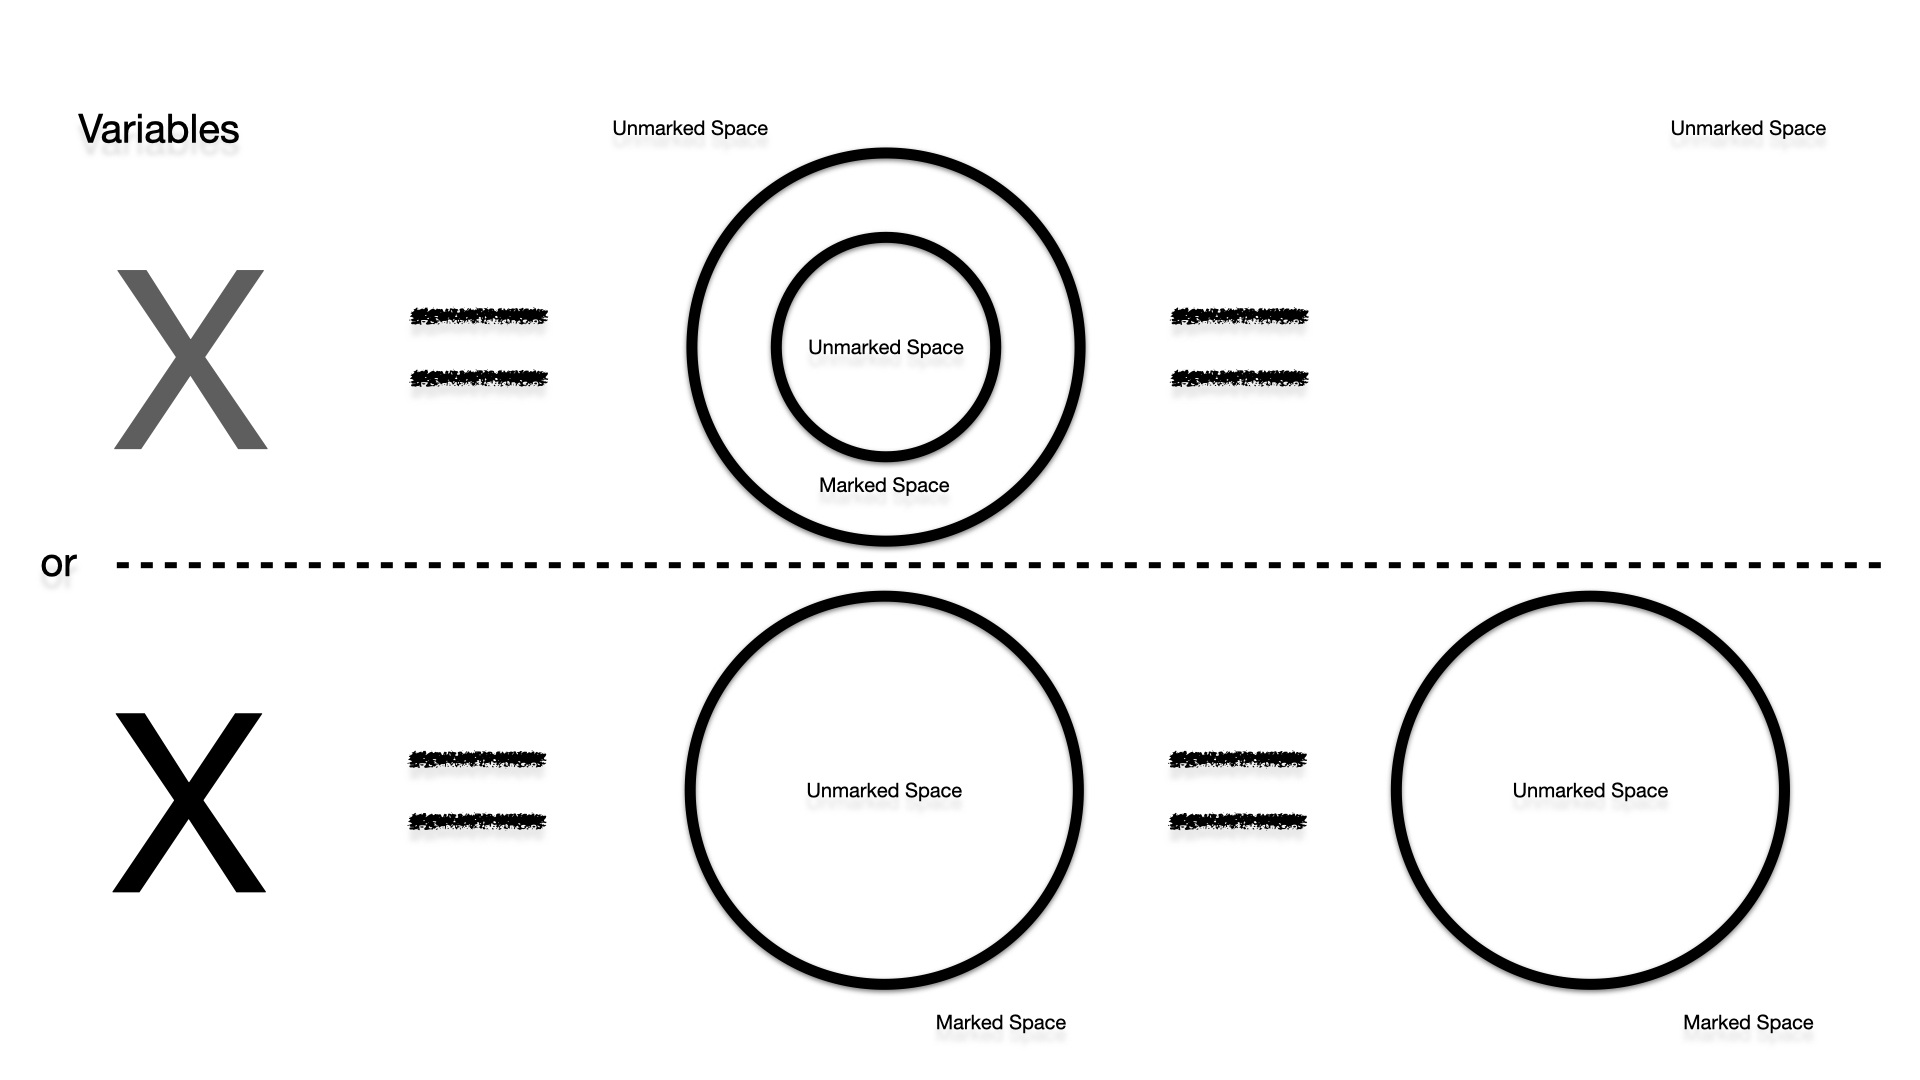 Variables
Unmarked Space
Unmarked Space
X
=
Unmarked Space
=
Marked Space
or
X
=
Unmarked Space
=
Unmarked Space
Marked Space
Marked Space